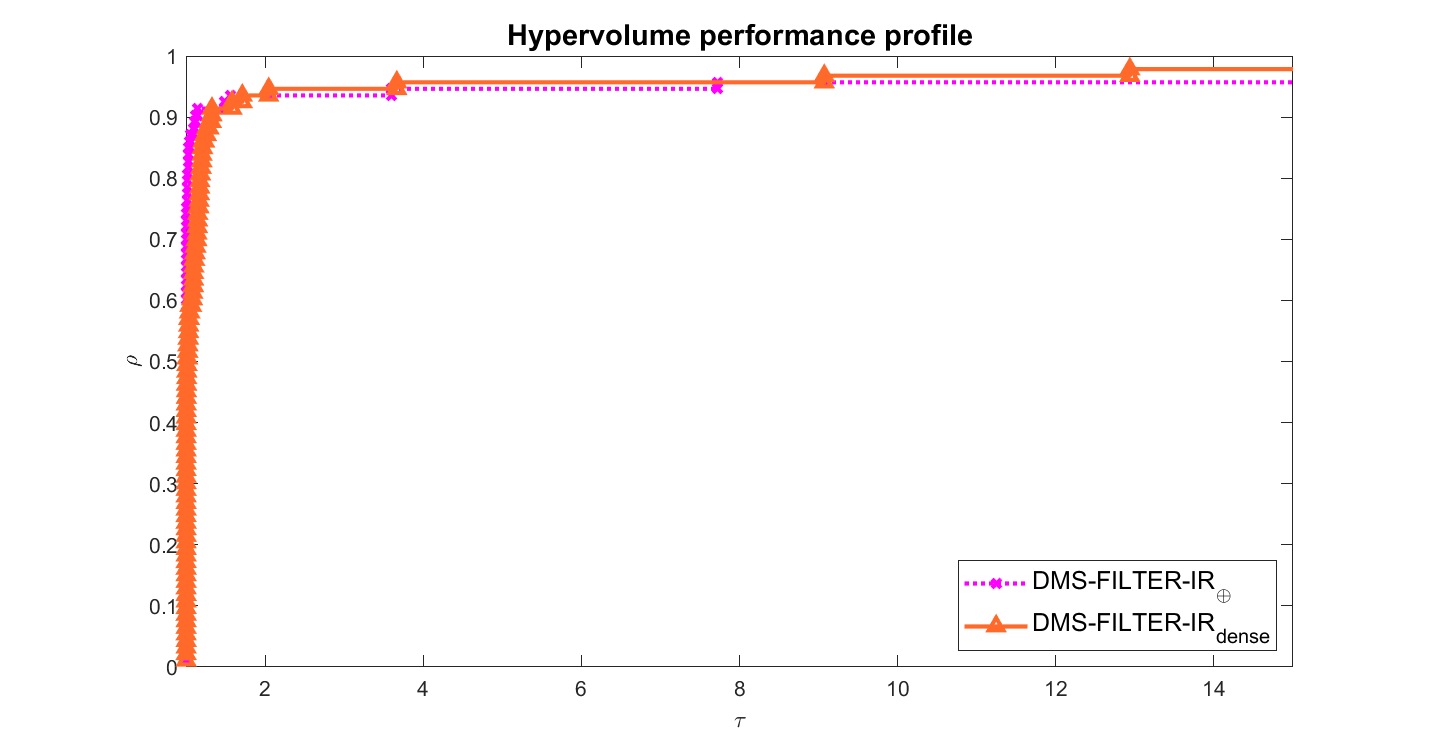 Hypervolume performance profile
1
0.9
0.8
0.7
0.6
0.5
0.4
0.3
0.2
0.1
0
ρ
2 4 6 8 10 12 14
τ
DMS-FILTER-IR⊕
DMS-FILTER-IRdense